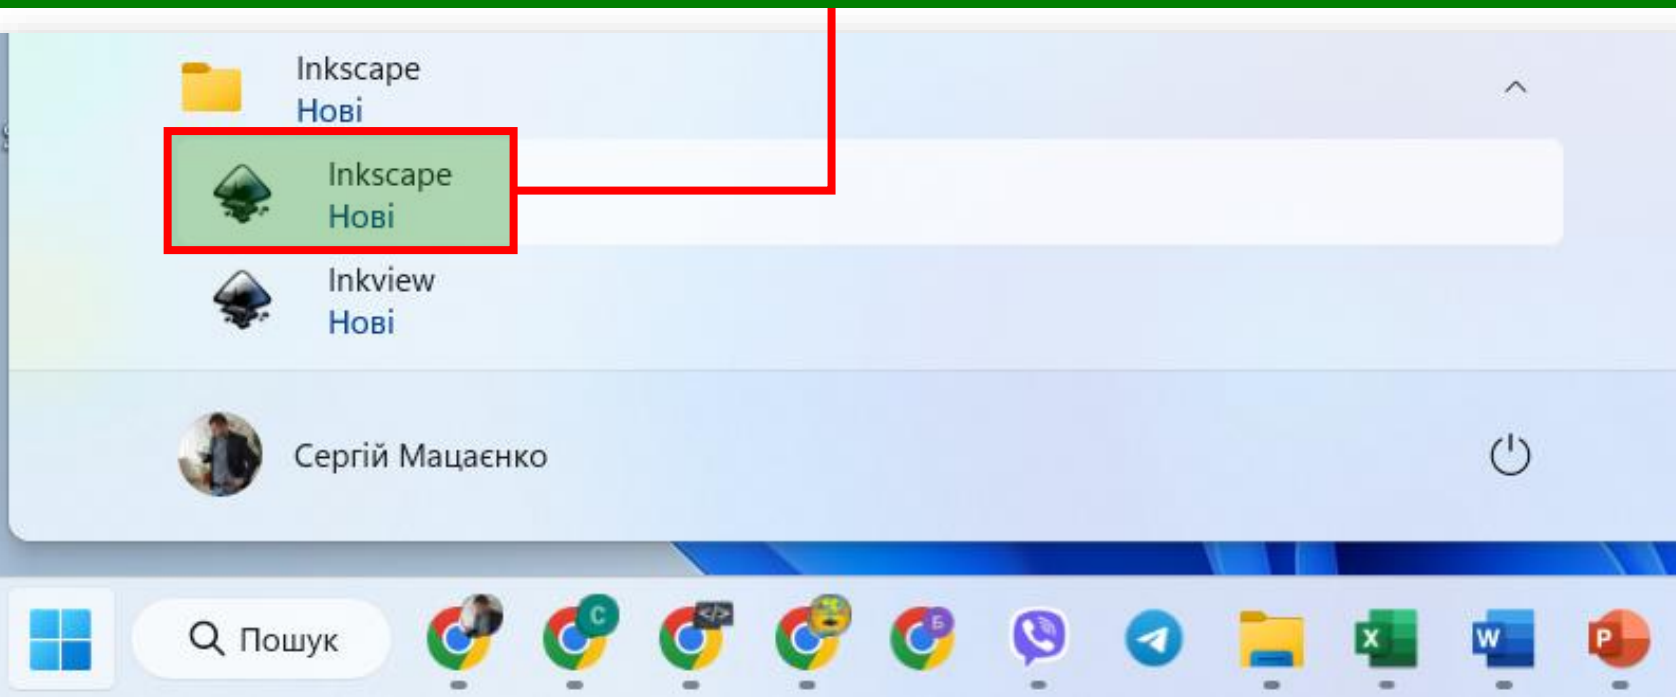 Inkscape
Нові
Inkscape
Нові
Inkview
Нові
Сергій Мацаєнко
Пошук
C
</>
Б
X
W
P